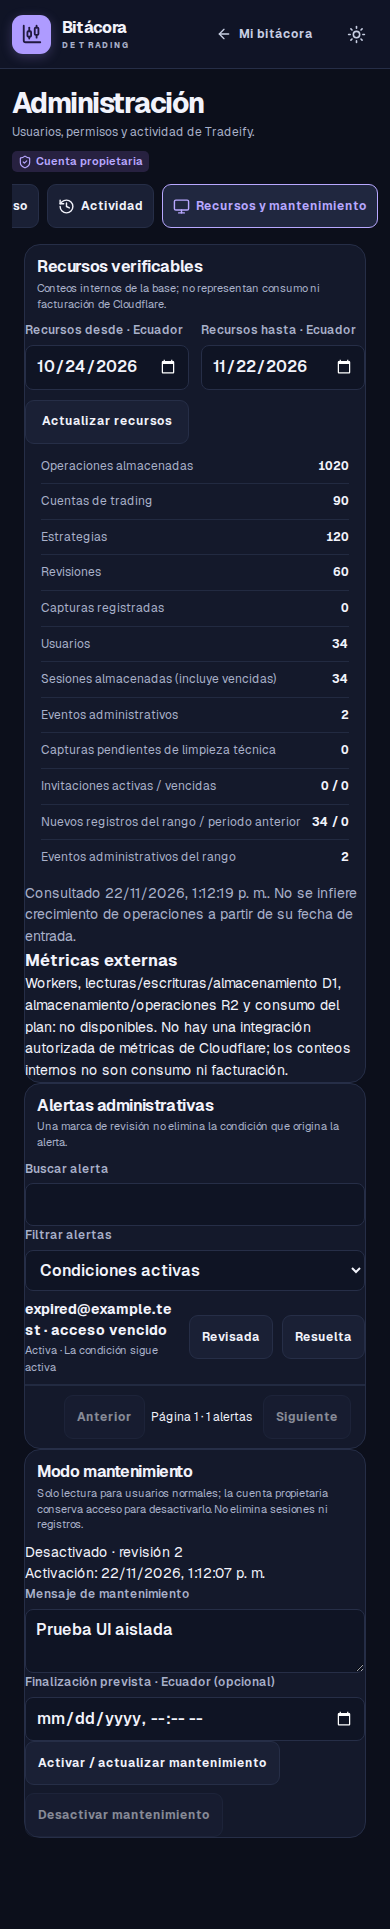 Bitácora
DE TRADING
Mi bitácora
Administración
Usuarios, permisos y actividad de Tradeify.
Cuenta propietaria
so
Actividad
Recursos y mantenimiento
Recursos verificables
Conteos internos de la base; no representan consumo ni
facturación de Cloudflare.
Recursos desde · Ecuador
Recursos hasta · Ecuador
10/24/2026
11/22/2026
Actualizar recursos
Operaciones almacenadas 1020
Cuentas de trading 90
Estrategias 120
Revisiones 60
Capturas registradas 0
Usuarios 34
Sesiones almacenadas (incluye vencidas) 34
Eventos administrativos 2
Capturas pendientes de limpieza técnica 0
Invitaciones activas / vencidas 0 / 0
Nuevos registros del rango / periodo anterior 34 / 0
Eventos administrativos del rango 2
Consultado 22/11/2026, 1:12:19 p. m.. No se infiere
crecimiento de operaciones a partir de su fecha de
entrada.
Métricas externas
Workers, lecturas/escrituras/almacenamiento D1,
almacenamiento/operaciones R2 y consumo del
plan: no disponibles. No hay una integración
autorizada de métricas de Cloudflare; los conteos
internos no son consumo ni facturación.
Alertas administrativas
Una marca de revisión no elimina la condición que origina la
alerta.
Buscar alerta
Filtrar alertas
Condiciones activas
expired@example.te
st · acceso vencido
Activa · La condición sigue
activa
Revisada
Resuelta
Anterior
Página 1 · 1 alertas
Siguiente
Modo mantenimiento
Solo lectura para usuarios normales; la cuenta propietaria
conserva acceso para desactivarlo. No elimina sesiones ni
registros.
Desactivado · revisión 2
Activación: 22/11/2026, 1:12:07 p. m.
Mensaje de mantenimiento
Prueba UI aislada
Finalización prevista · Ecuador (opcional)
mm/dd/yyyy, --:-- --
Activar / actualizar mantenimiento
Desactivar mantenimiento